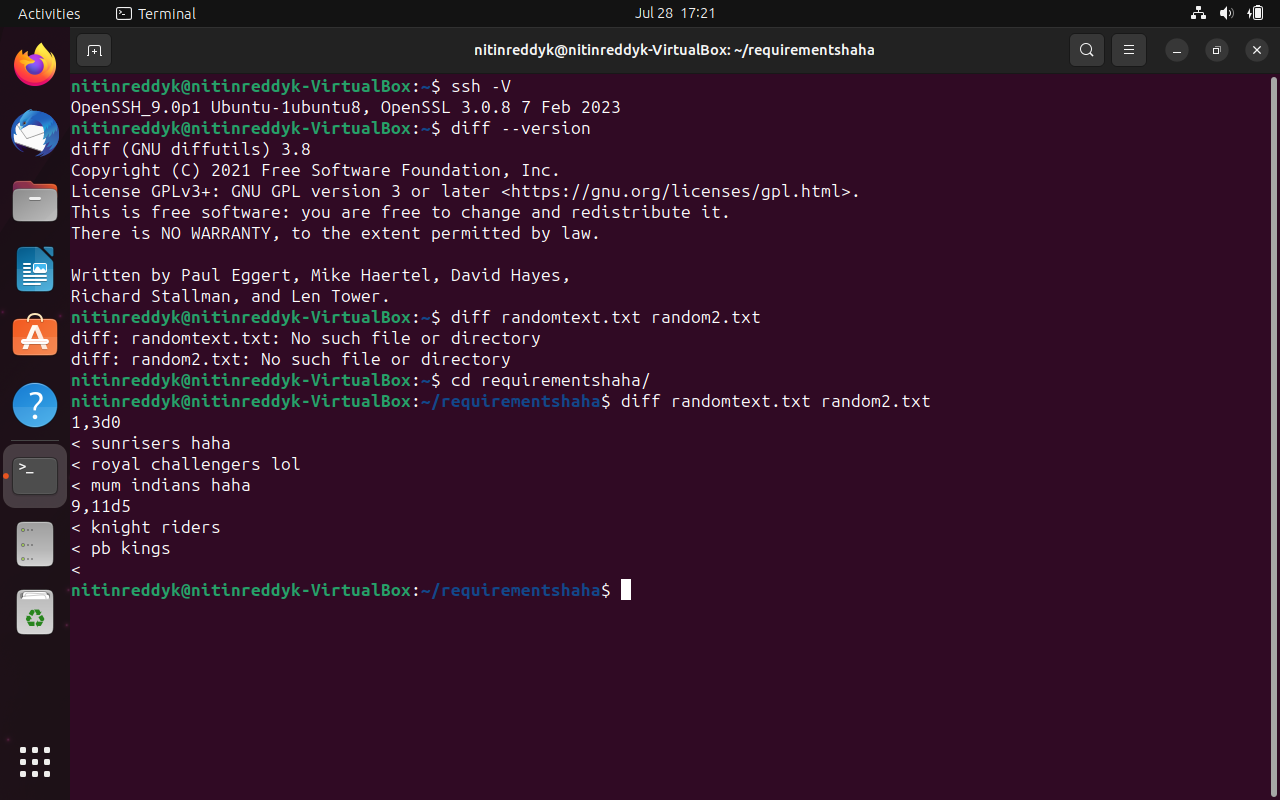 Activities Terminal Jul 28 17:21
nitinreddyk@nitinreddyk-VirtualBox: ~/requirementshaha
nitinreddyk@nitinreddyk-VirtualBox:~$ ssh -V
OpenSSH_9.0p1 Ubuntu-1ubuntu8, OpenSSL 3.0.8 7 Feb 2023
nitinreddyk@nitinreddyk-VirtualBox:~$ diff --version
diff (GNU diffutils) 3.8
Copyright (C) 2021 Free Software Foundation, Inc.
License GPLv3+: GNU GPL version 3 or later <https://gnu.org/licenses/gpl.html>.
This is free software: you are free to change and redistribute it.
There is NO WARRANTY, to the extent permitted by law.

Written by Paul Eggert, Mike Haertel, David Hayes,
Richard Stallman, and Len Tower.
nitinreddyk@nitinreddyk-VirtualBox:~$ diff randomtext.txt random2.txt
diff: randomtext.txt: No such file or directory
diff: random2.txt: No such file or directory
nitinreddyk@nitinreddyk-VirtualBox:~$ cd requirementshaha/
nitinreddyk@nitinreddyk-VirtualBox:~/requirementshaha$ diff randomtext.txt random2.txt
1,3d0
< sunrisers haha
< royal challengers lol
< mum indians haha
9,11d5
< knight riders
< pb kings
<
nitinreddyk@nitinreddyk-VirtualBox:~/requirementshaha$